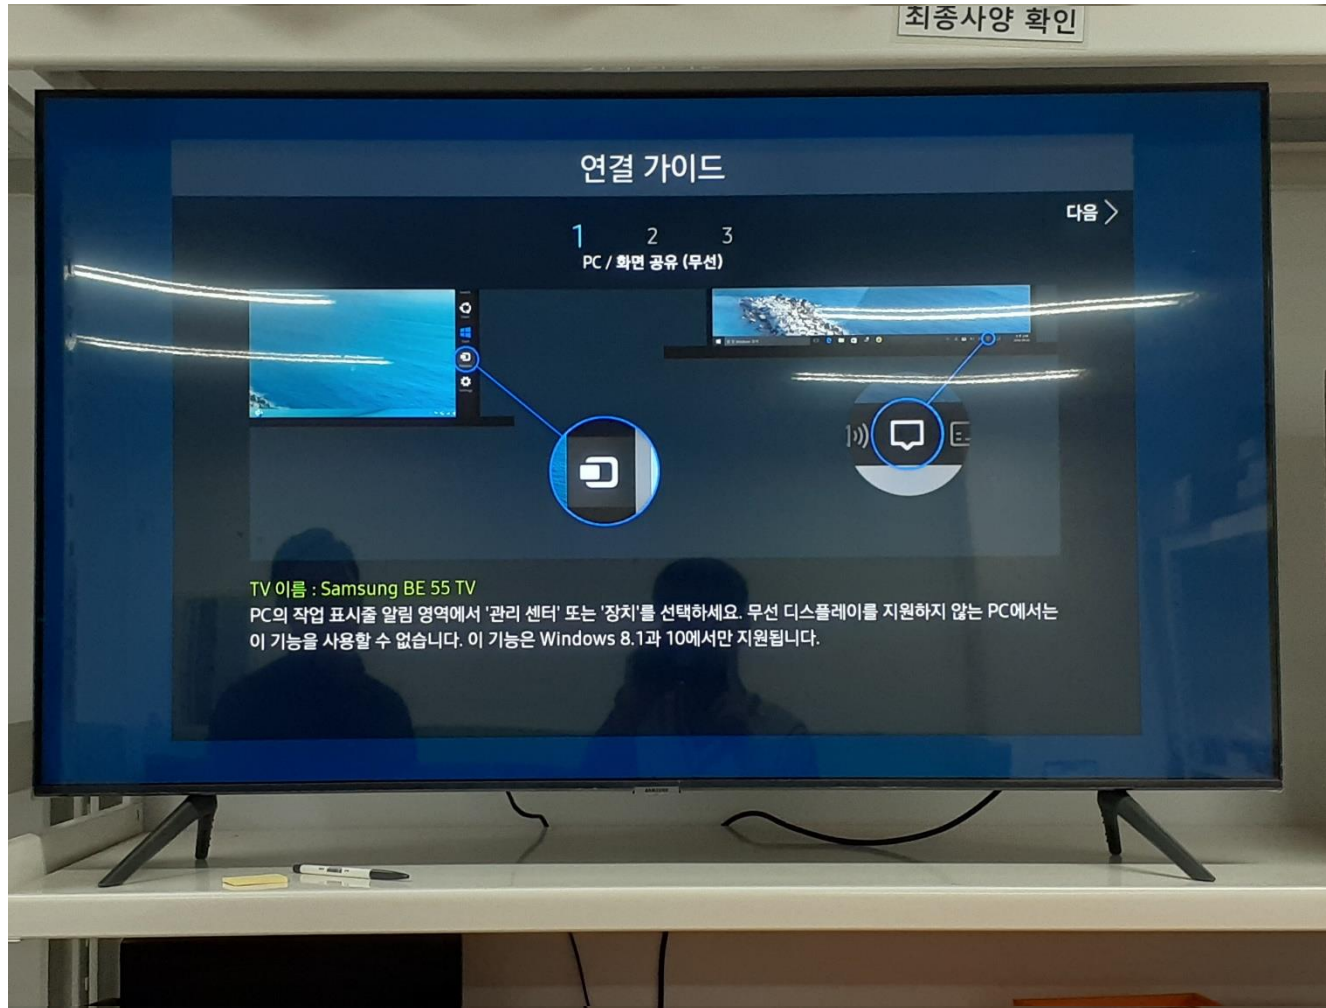 최종사양 확인
연결 가이드
다음 >
1 2 3
PC / 화면 공유 (무선)
TV 이름 : Samsung BE 55 TV
PC의 작업 표시줄 알림 영역에서 '관리 센터' 또는 '장치'를 선택하세요. 무선 디스플레이를 지원하지 않는 PC에서는
이 기능을 사용할 수 없습니다. 이 기능은 Windows 8.1과 10에서만 지원됩니다.
SAMSUNG